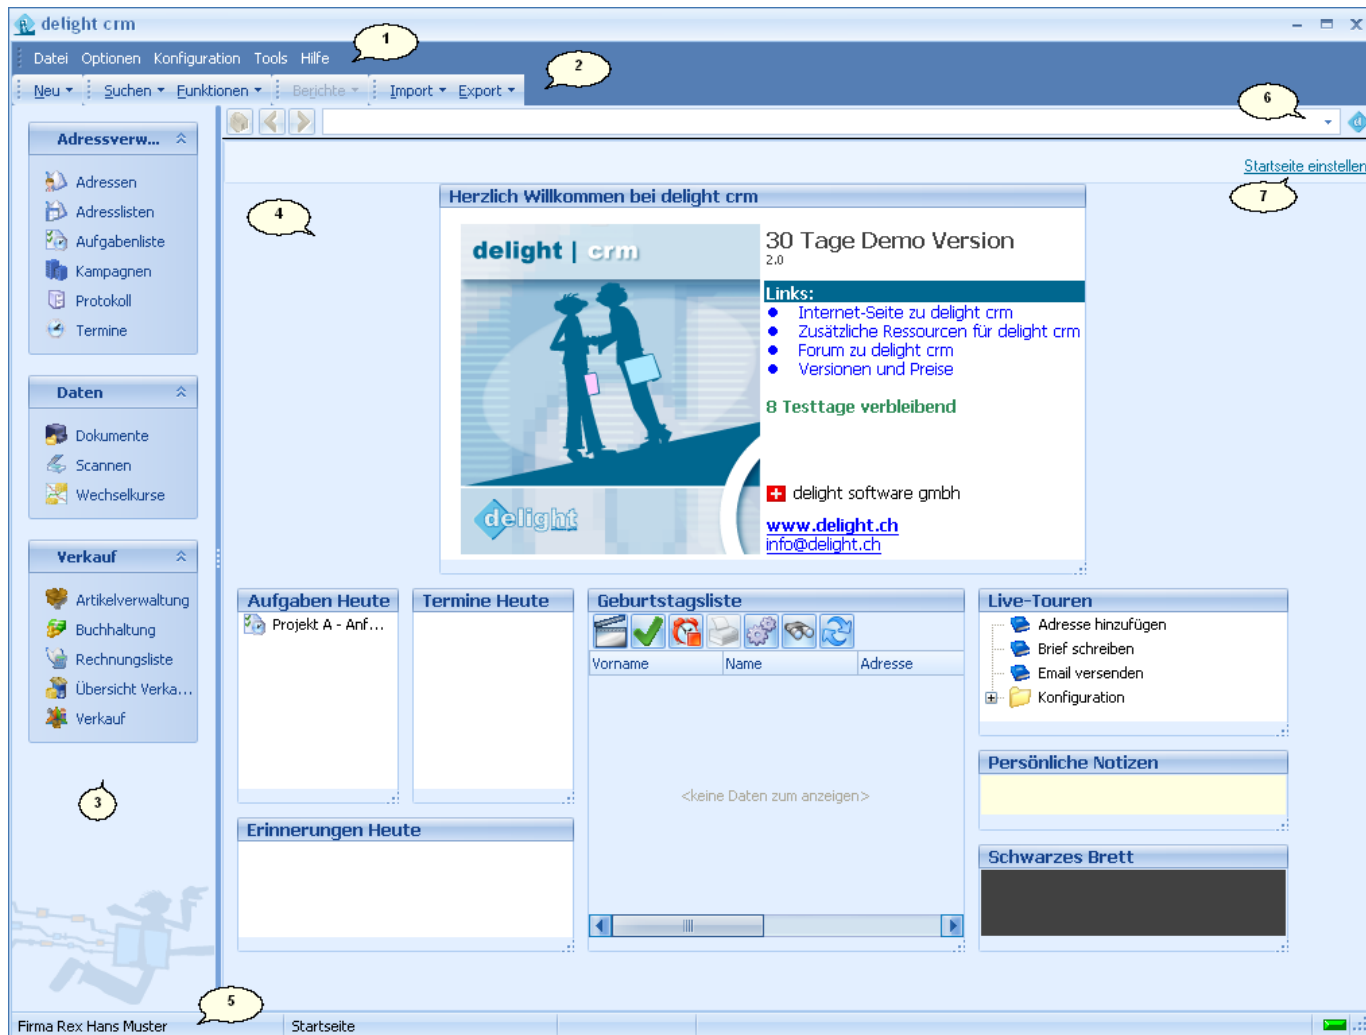 delight crm
1
Datei Optionen Konfiguration Tools Hilfe
2
Neu Suchen Funktionen Berichte Import Export
6
Startseite einstellen
7
Adressverw...
Adressen
Adresslisten
Aufgabenliste
Kampagnen
Protokoll
Termine
Daten
Dokumente
Scannen
Wechselkurse
Verkauf
Artikelverwaltung
Buchhaltung
Rechnungsliste
Übersicht Verka...
Verkauf
3
4
Herzlich Willkommen bei delight crm
delight | crm
delight
30 Tage Demo Version
2.0
Links:
Internet-Seite zu delight crm
Zusätzliche Ressourcen für delight crm
Forum zu delight crm
Versionen und Preise
8 Testtage verbleibend
delight software gmbh
www.delight.ch
info@delight.ch
Aufgaben Heute
Projekt A - Anf...
Termine Heute
Geburtstagsliste
Vorname Name Adresse
<keine Daten zum anzeigen>
Live-Touren
Adresse hinzufügen
Brief schreiben
Email versenden
Konfiguration
Persönliche Notizen
Schwarzes Brett
Erinnerungen Heute
5
Firma Rex Hans Muster Startseite